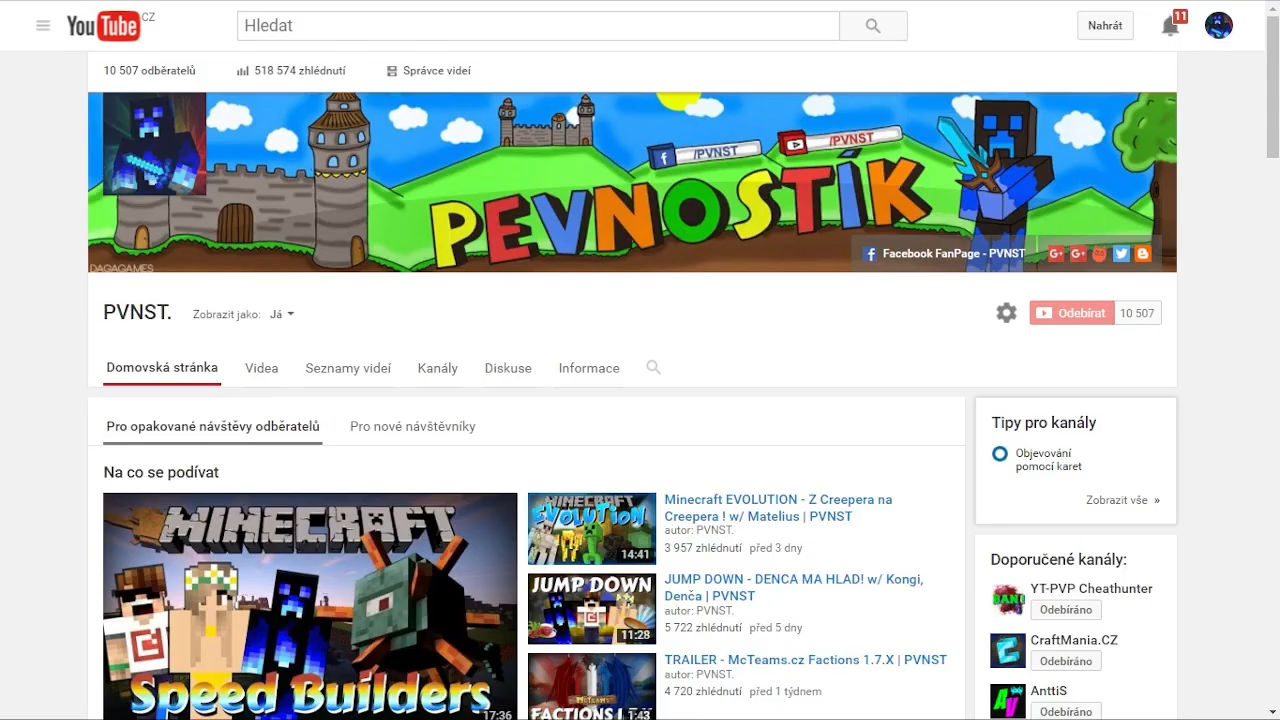 YouTube CZ
Hledat
Nahrát
11
10 507 odběratelů
518 574 zhlédnutí
Správce videí
/PVNST
/PVNST
PEVNOSTÍK
DAGAGAMES
Facebook FanPage - PVNST
PVNST.
Zobrazit jako: Já
Odebírat
10 507
Domovská stránka
Videa
Seznamy videí
Kanály
Diskuse
Informace
Pro opakované návštěvy odběratelů
Pro nové návštěvníky
Na co se podívat
MINECRAFT
Speed Builders
17:36
MINECRAFT
EVOLUTION
14:41
Minecraft EVOLUTION - Z Creepera na
Creepera ! w/ Matelius | PVNST
autor: PVNST.
3 957 zhlédnutí
před 3 dny
JUMP DOWN
11:28
JUMP DOWN - DENCA MA HLAD! w/ Kongi,
Denča | PVNST
autor: PVNST.
5 722 zhlédnutí
před 5 dny
MCTEAMS
FACTIONS
1:43
TRAILER - McTeams.cz Factions 1.7.X | PVNST
autor: PVNST.
4 720 zhlédnutí
před 1 týdnem
Tipy pro kanály
Objevování
pomocí karet
Zobrazit vše »
Doporučené kanály:
BAN!
YT-PVP Cheathunter
Odebíráno
CraftMania.CZ
Odebíráno
AnttiS
Odebíráno